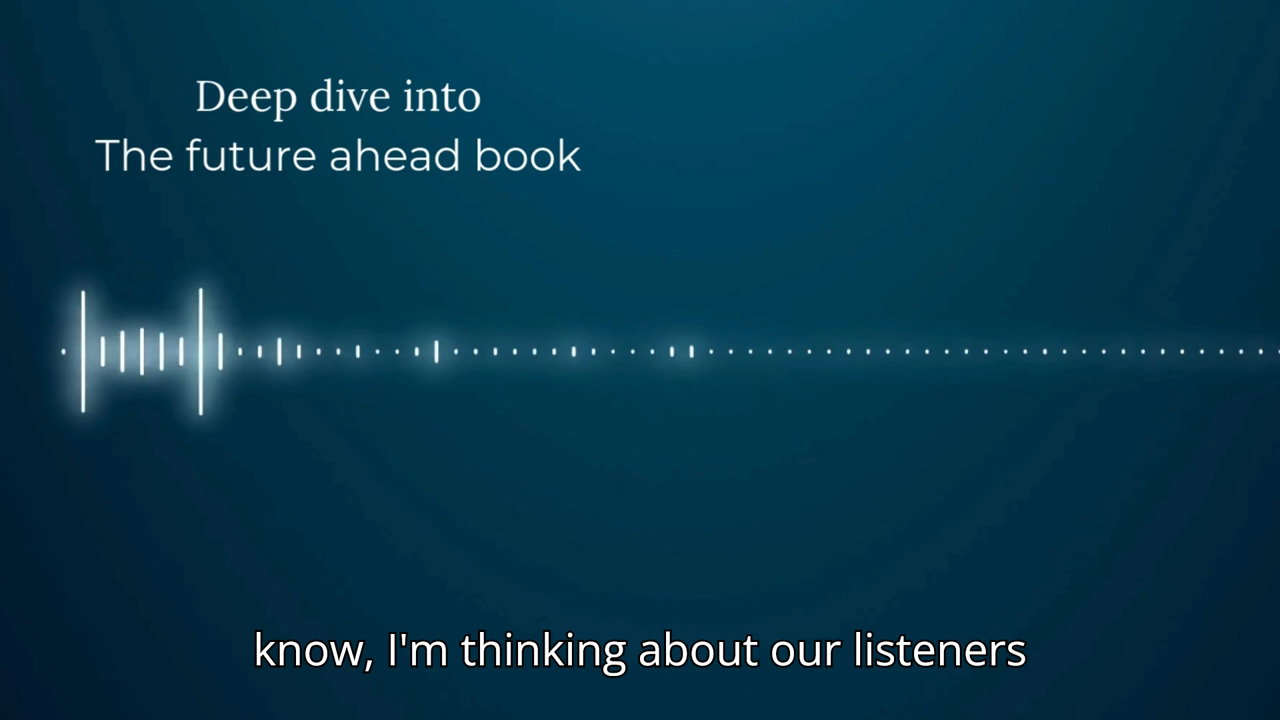 Deep dive into
The future ahead book
know, I'm thinking about our listeners